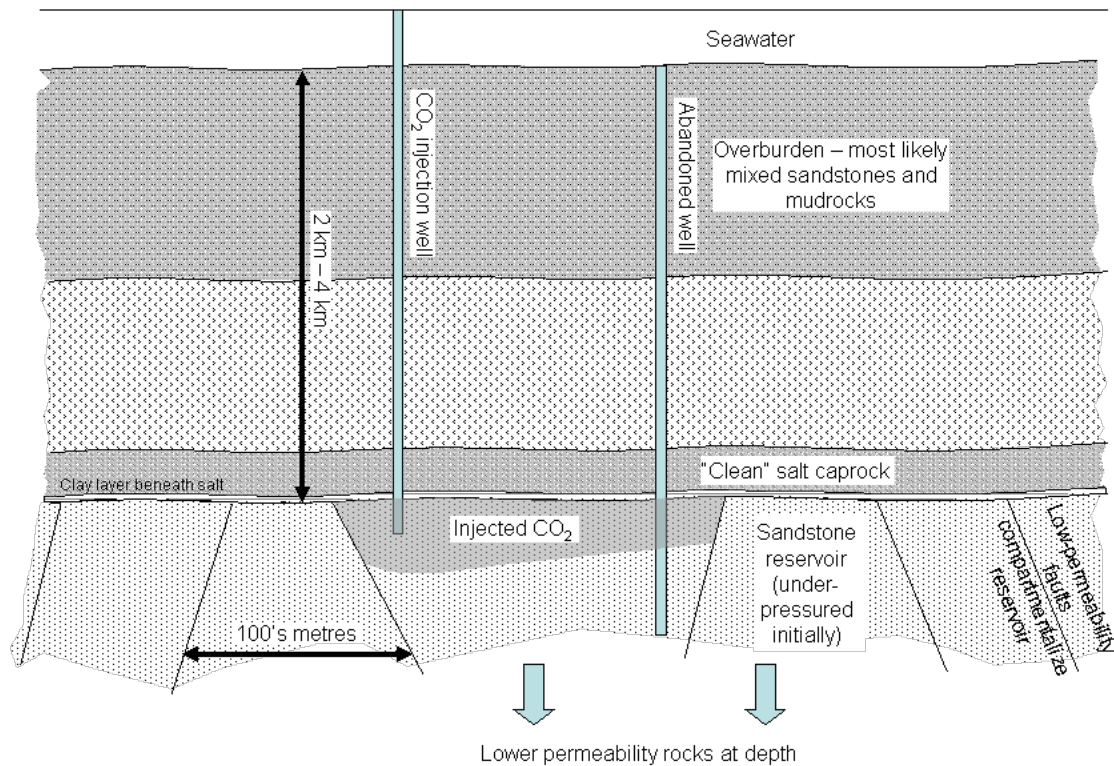 Seawater
CO₂ injection well
Abandoned well
Overburden – most likely
mixed sandstones and
mudrocks
2 km – 4 km
"Clean" salt caprock
Clay layer beneath salt
Injected CO₂
Sandstone
reservoir
(under-
pressured
initially)
Low-permeability
faults
compartmentalize
reservoir
100's metres
Lower permeability rocks at depth